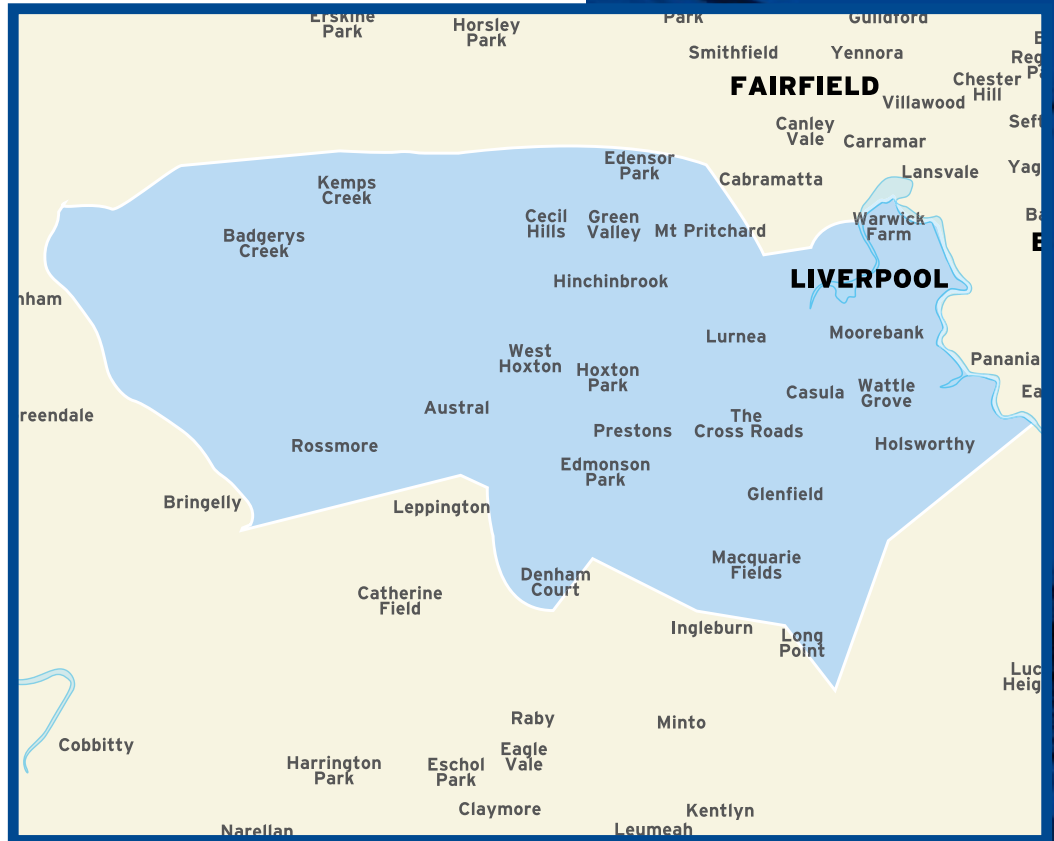 Erskine
Park
Horsley
Park
Park
Guildford
Smithfield
Yennora
FAIRFIELD
Chester
Hill
Villawood
Canley
Vale
Carramar
Edensor
Park
Cabramatta
Lansvale
Kemps
Creek
Badgerys
Creek
Cecil
Hills
Green
Valley
Mt Pritchard
Warwick
Farm
Hinchinbrook
LIVERPOOL
Lurnea
Moorebank
West
Hoxton
Hoxton
Park
Panania
Casula
Wattle
Grove
Austral
The
Cross Roads
Prestons
Rossmore
Holsworthy
Edmonson
Park
Glenfield
Bringelly
Leppington
Macquarie
Fields
Denham
Court
Catherine
Field
Ingleburn
Long
Point
Raby
Minto
Cobbitty
Eagle
Vale
Harrington
Park
Eschol
Park
Claymore
Kentlyn
Narellan
Leumeah